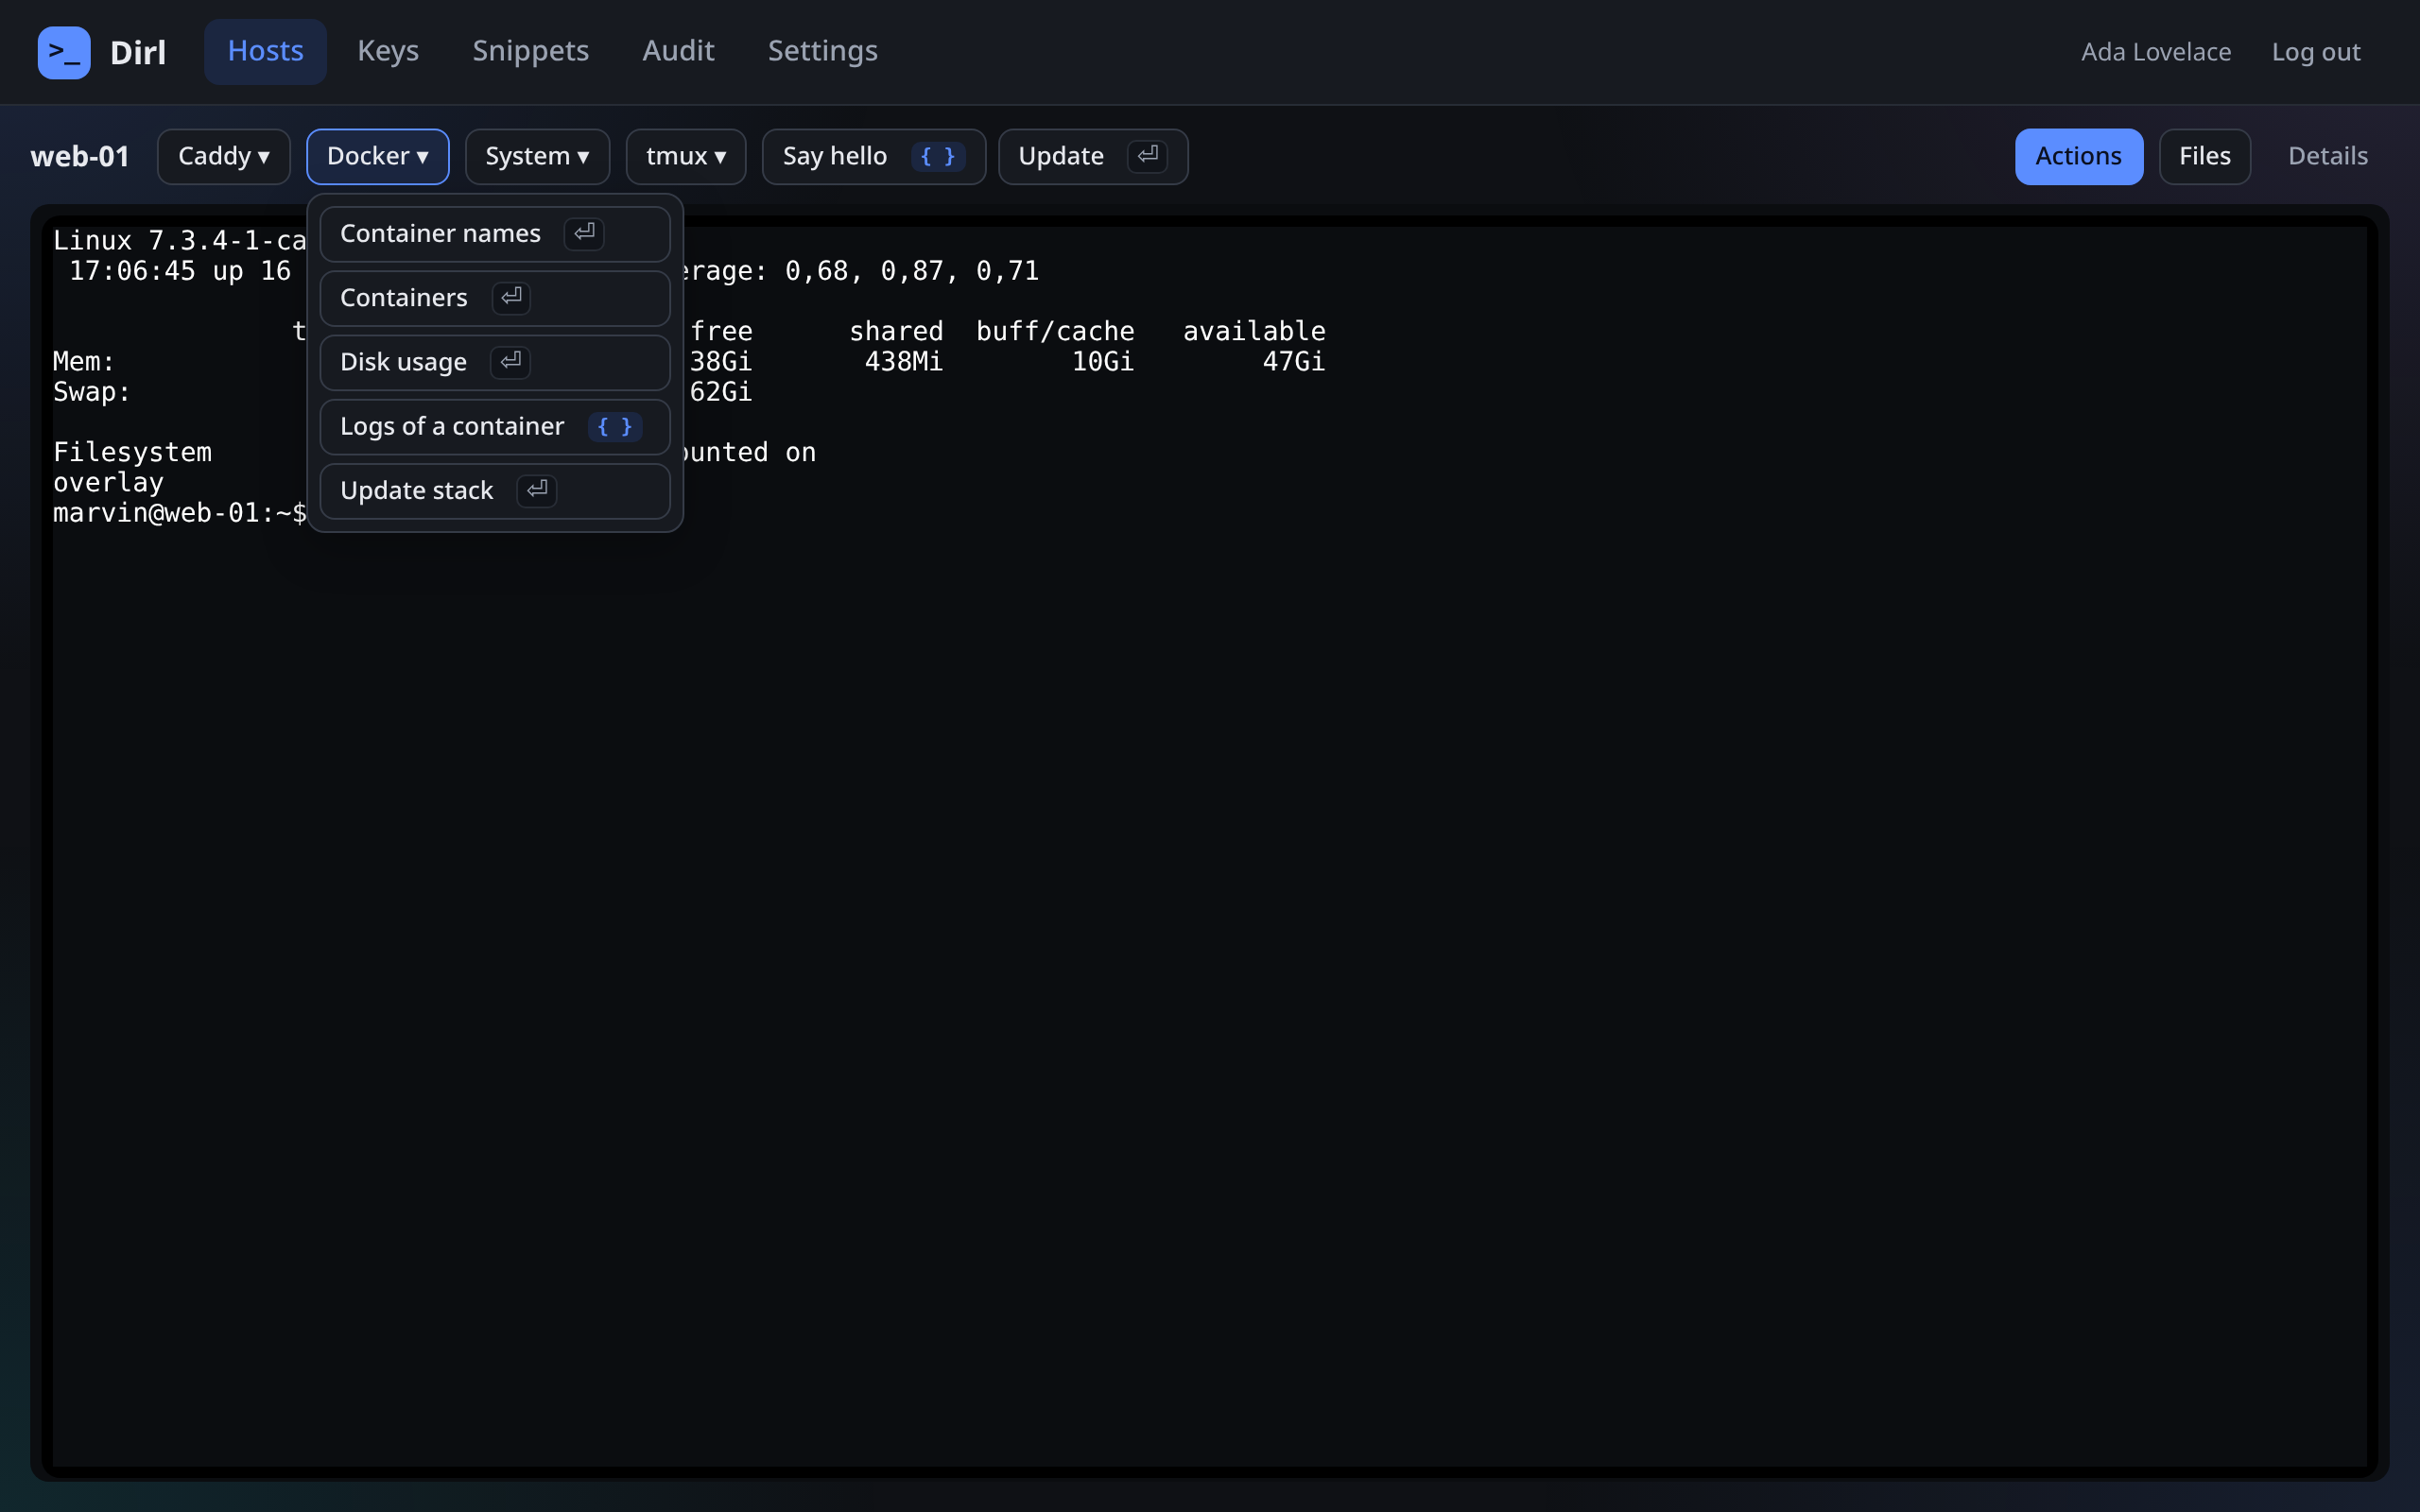 >_ Dirl Hosts Keys Snippets Audit Settings Ada Lovelace Log out
web-01 Caddy ▾ Docker ▾ System ▾ tmux ▾ Say hello { } Update ⏎ Actions Files Details
Container names ⏎
Containers ⏎
Disk usage ⏎
Logs of a container { }
Update stack ⏎
Linux 7.3.4-1-ca
17:06:45 up 16 erage: 0,68, 0,87, 0,71
t free shared buff/cache available
Mem: 38Gi 438Mi 10Gi 47Gi
Swap: 62Gi
Filesystem ounted on
overlay
marvin@web-01:~$